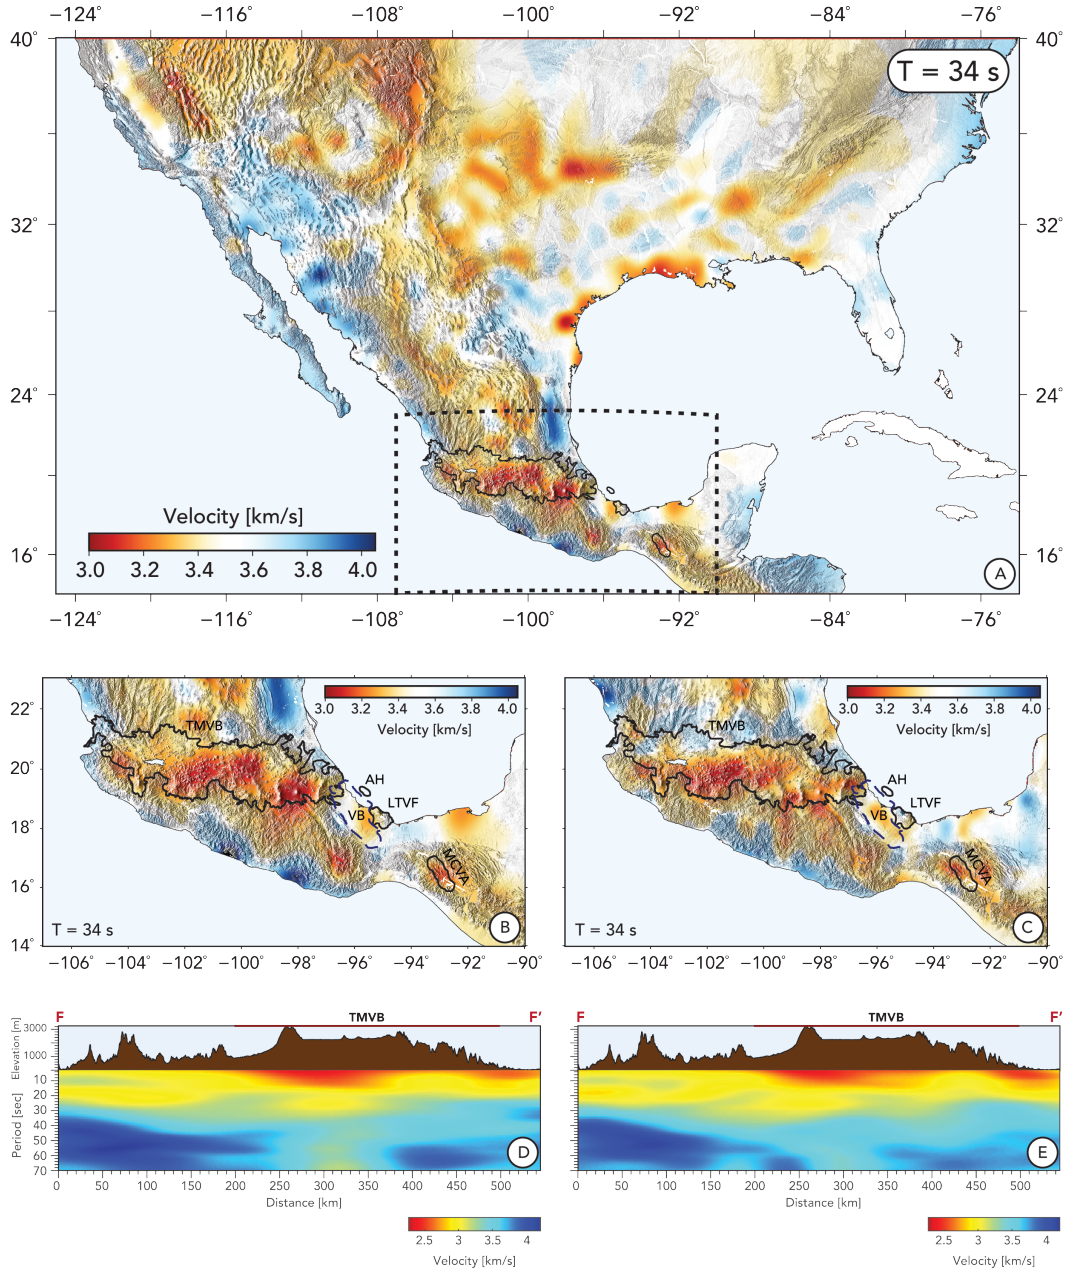 −124° −116° −108° −100° −92° −84° −76°
40° 40°
T = 34 s
32° 32°
24° 24°
Velocity [km/s]
3.0 3.2 3.4 3.6 3.8 4.0
16° 16°
A
−124° −116° −108° −100° −92° −84° −76°
22°
20°
18°
16°
14°
3.0 3.2 3.4 3.6 3.8 4.0
Velocity [km/s]
TMVB
AH
LTVF
VB
MCVA
T = 34 s
B
−106° −104° −102° −100° −98° −96° −94° −92° −90°
3.0 3.2 3.4 3.6 3.8 4.0
Velocity [km/s]
TMVB
AH
LTVF
VB
MCVA
T = 34 s
C
−106° −104° −102° −100° −98° −96° −94° −92° −90°
F TMVB F'
Elevation [m]
3000
1000
Period [sec]
10
20
30
40
50
60
70
D
0 50 100 150 200 250 300 350 400 450 500
Distance [km]
2.5 3 3.5 4
Velocity [km/s]
F TMVB F'
E
0 50 100 150 200 250 300 350 400 450 500
Distance [km]
2.5 3 3.5 4
Velocity [km/s]